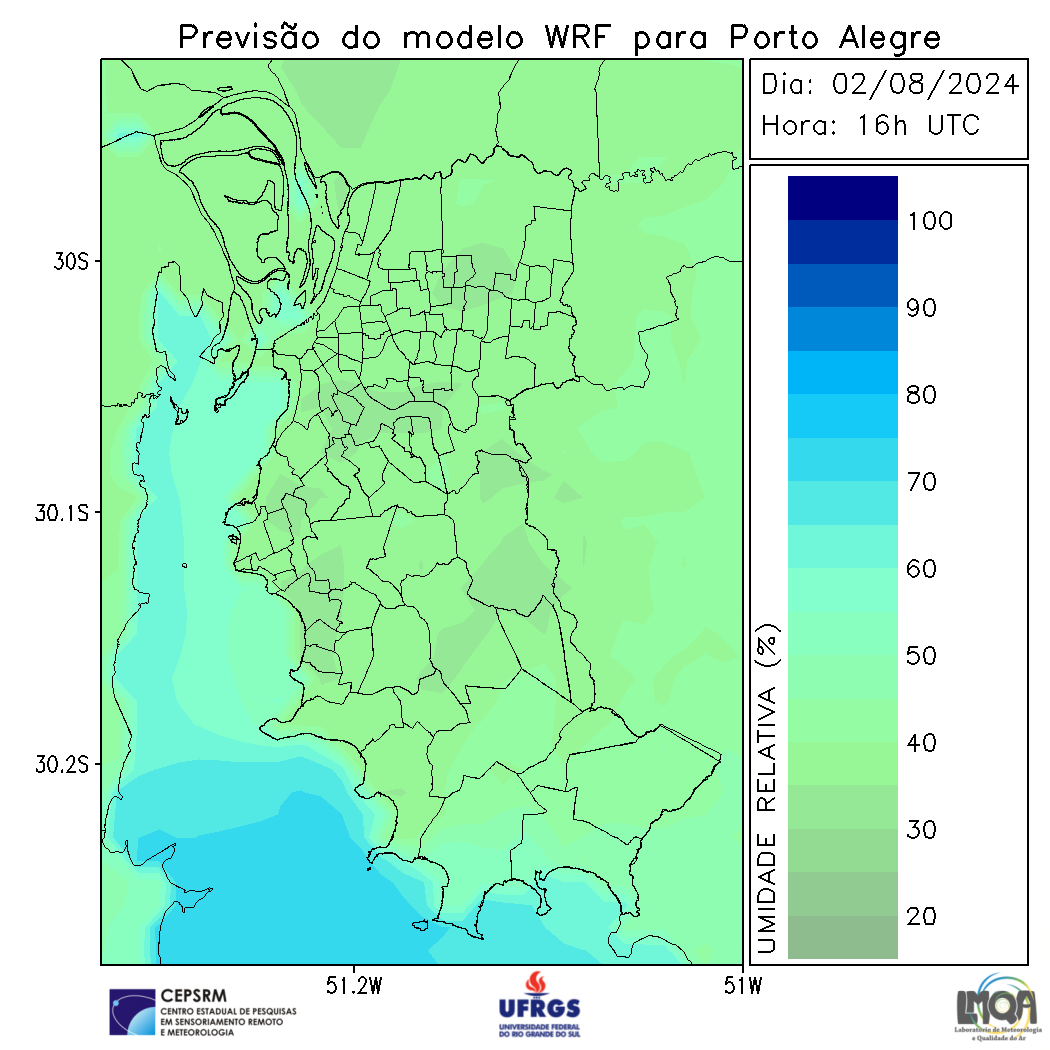 Previsão do modelo WRF para Porto Alegre
Dia: 02/08/2024
Hora: 16h UTC
30S
30.1S
30.2S
51.2W
51W
100
90
80
70
60
50
40
30
20
UMIDADE RELATIVA (%)
CEPSRM
CENTRO ESTADUAL DE PESQUISAS
EM SENSORIAMENTO REMOTO
E METEOROLOGIA
UFRGS
UNIVERSIDADE FEDERAL
DO RIO GRANDE DO SUL
LMQA
Laboratório de Meteorologia
e Qualidade do Ar